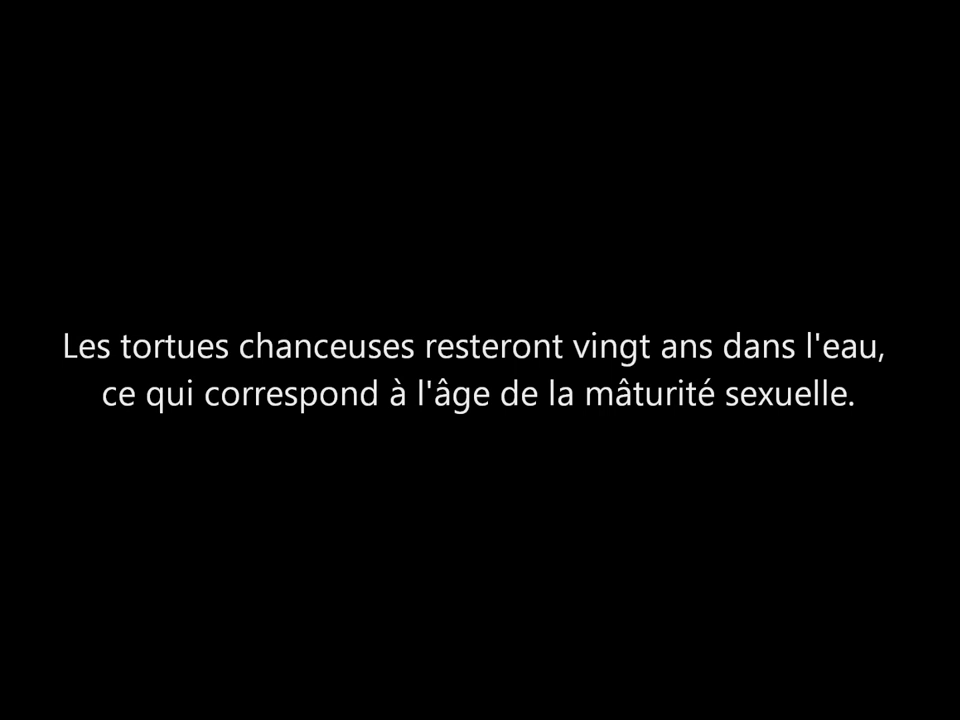 Les tortues chanceuses resteront vingt ans dans l'eau,
ce qui correspond à l'âge de la mâturité sexuelle.